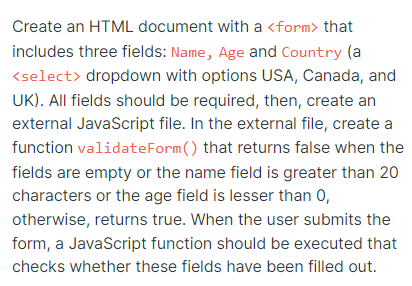 Create an HTML document with a <form> that
includes three fields: Name, Age and Country (a
<select> dropdown with options USA, Canada, and
UK). All fields should be required, then, create an
external JavaScript file. In the external file, create a
function validateForm() that returns false when the
fields are empty or the name field is greater than 20
characters or the age field is lesser than 0,
otherwise, returns true. When the user submits the
form, a JavaScript function should be executed that
checks whether these fields have been filled out.